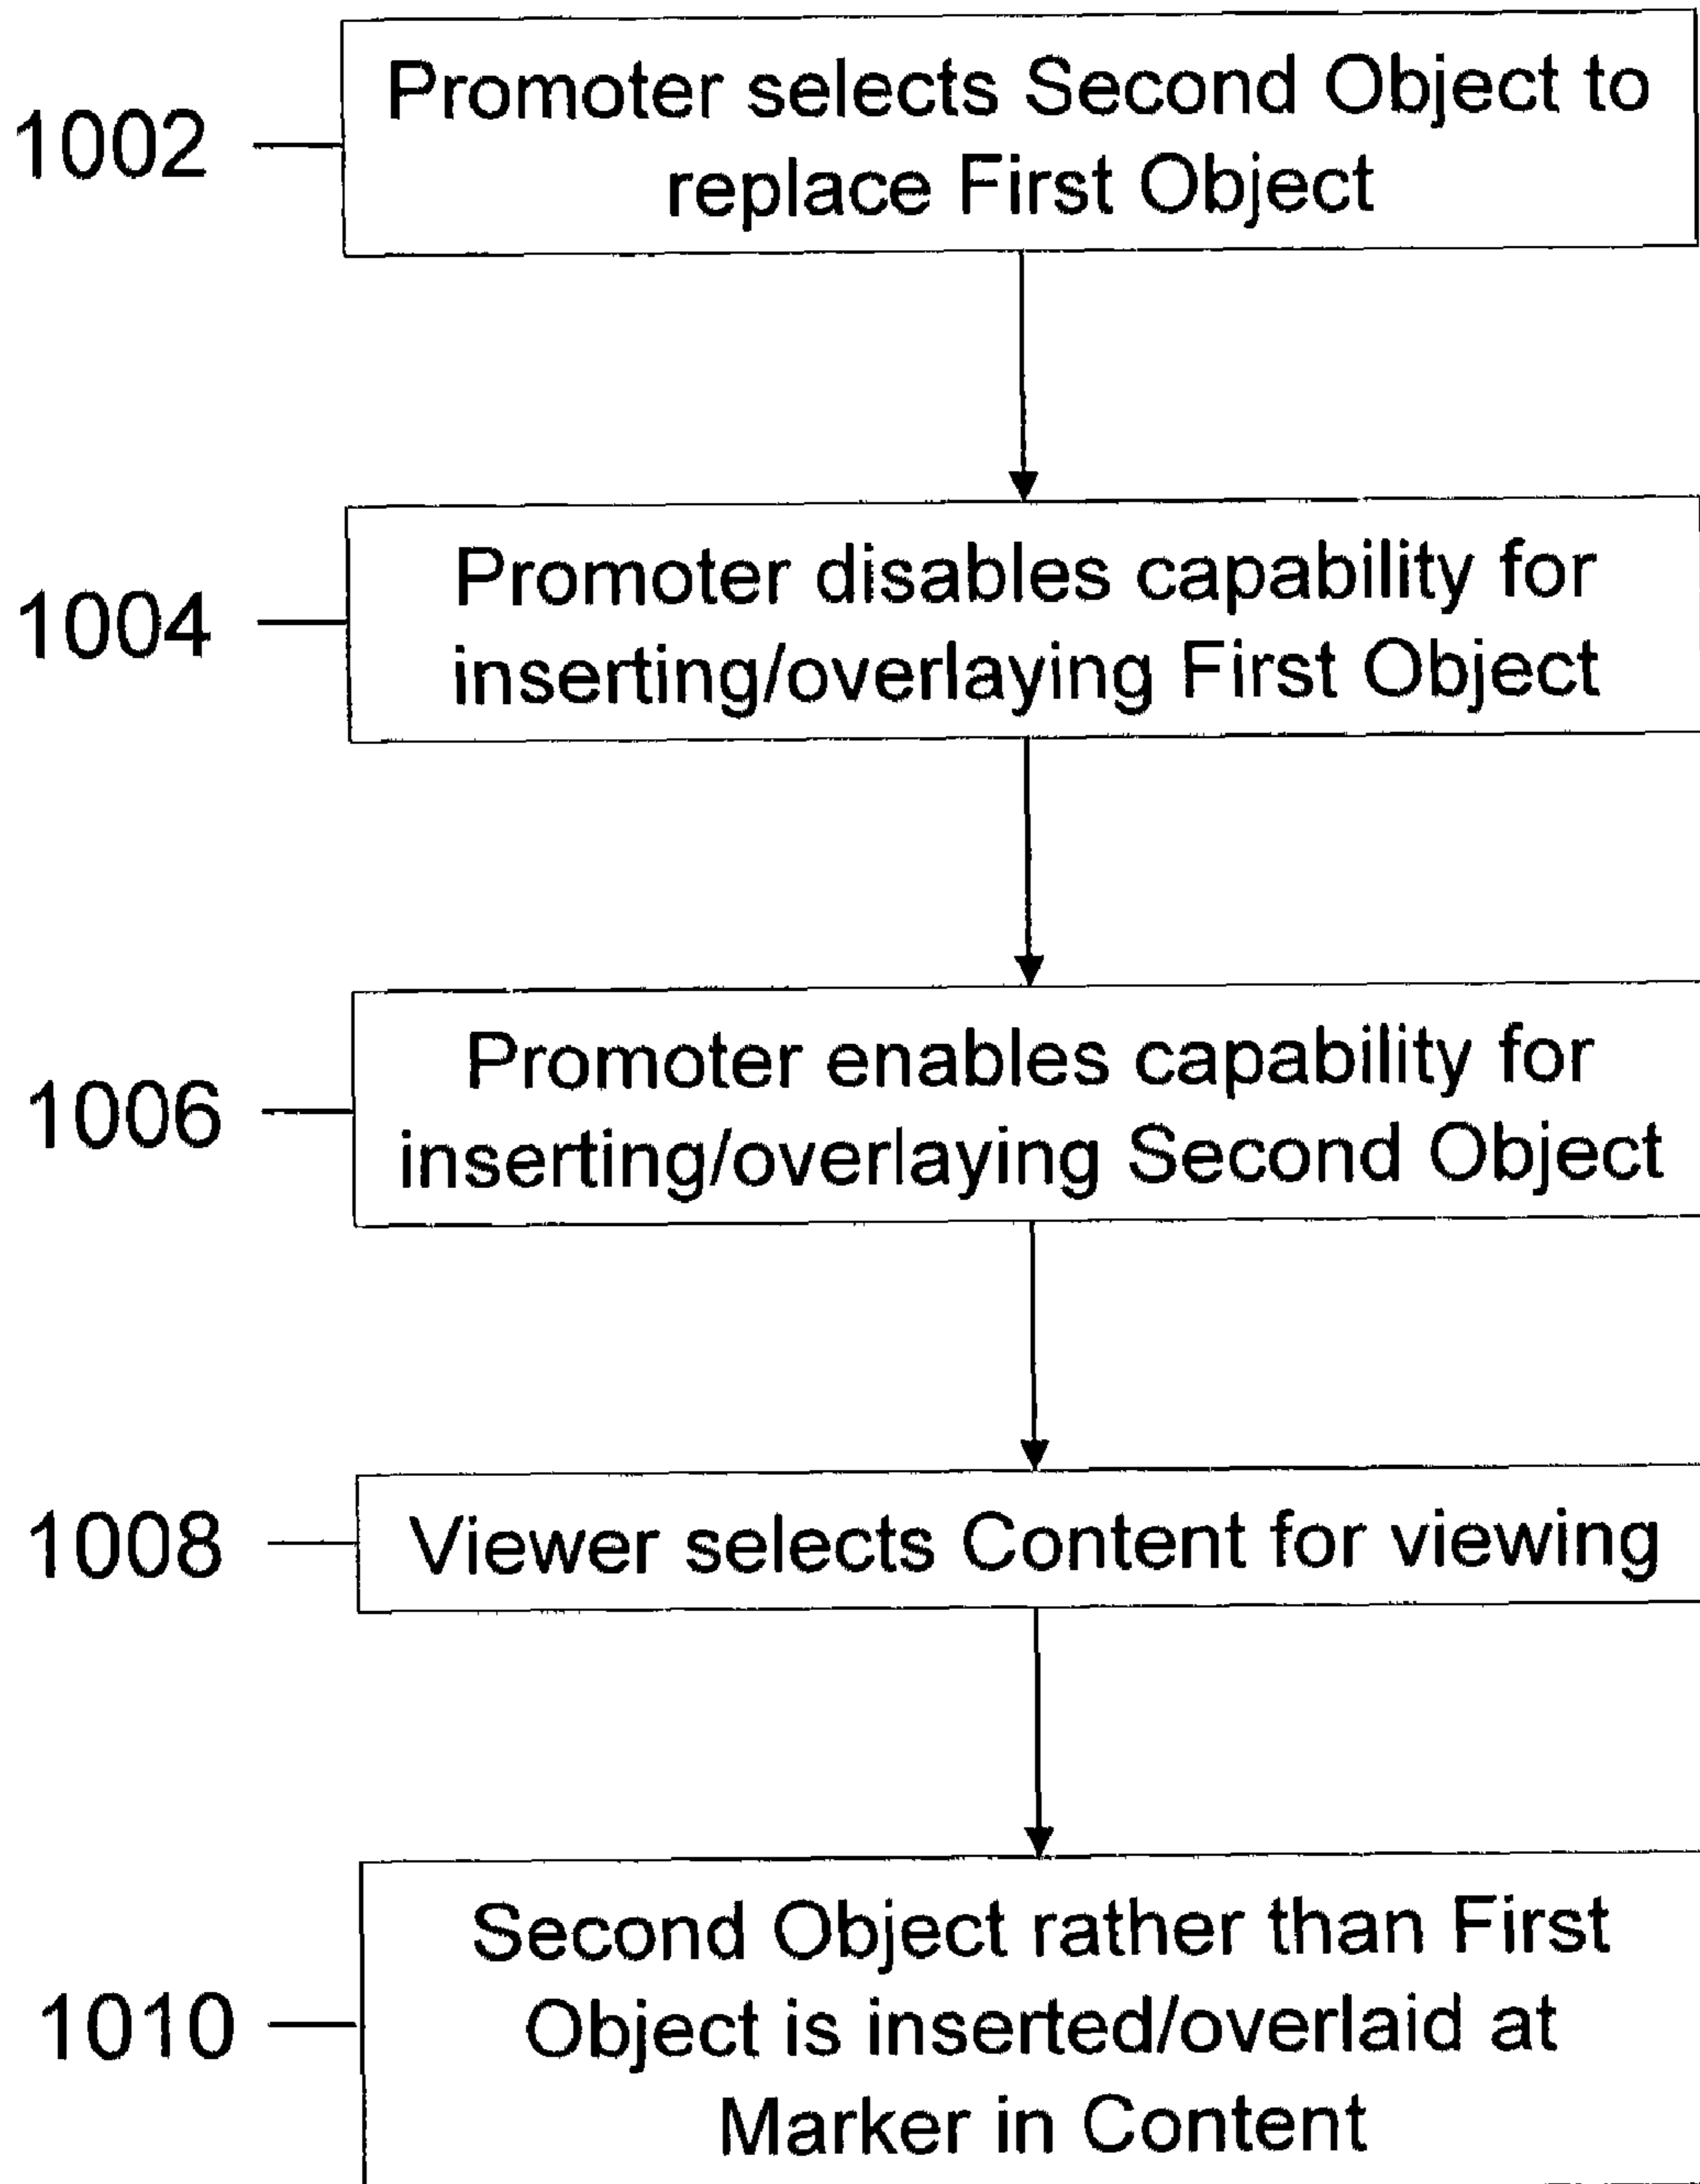 1002
Promoter selects Second Object to
replace First Object
1004
Promoter disables capability for
inserting/overlaying First Object
1006
Promoter enables capability for
inserting/overlaying Second Object
1008
Viewer selects Content for viewing
1010
Second Object rather than First
Object is inserted/overlaid at
Marker in Content